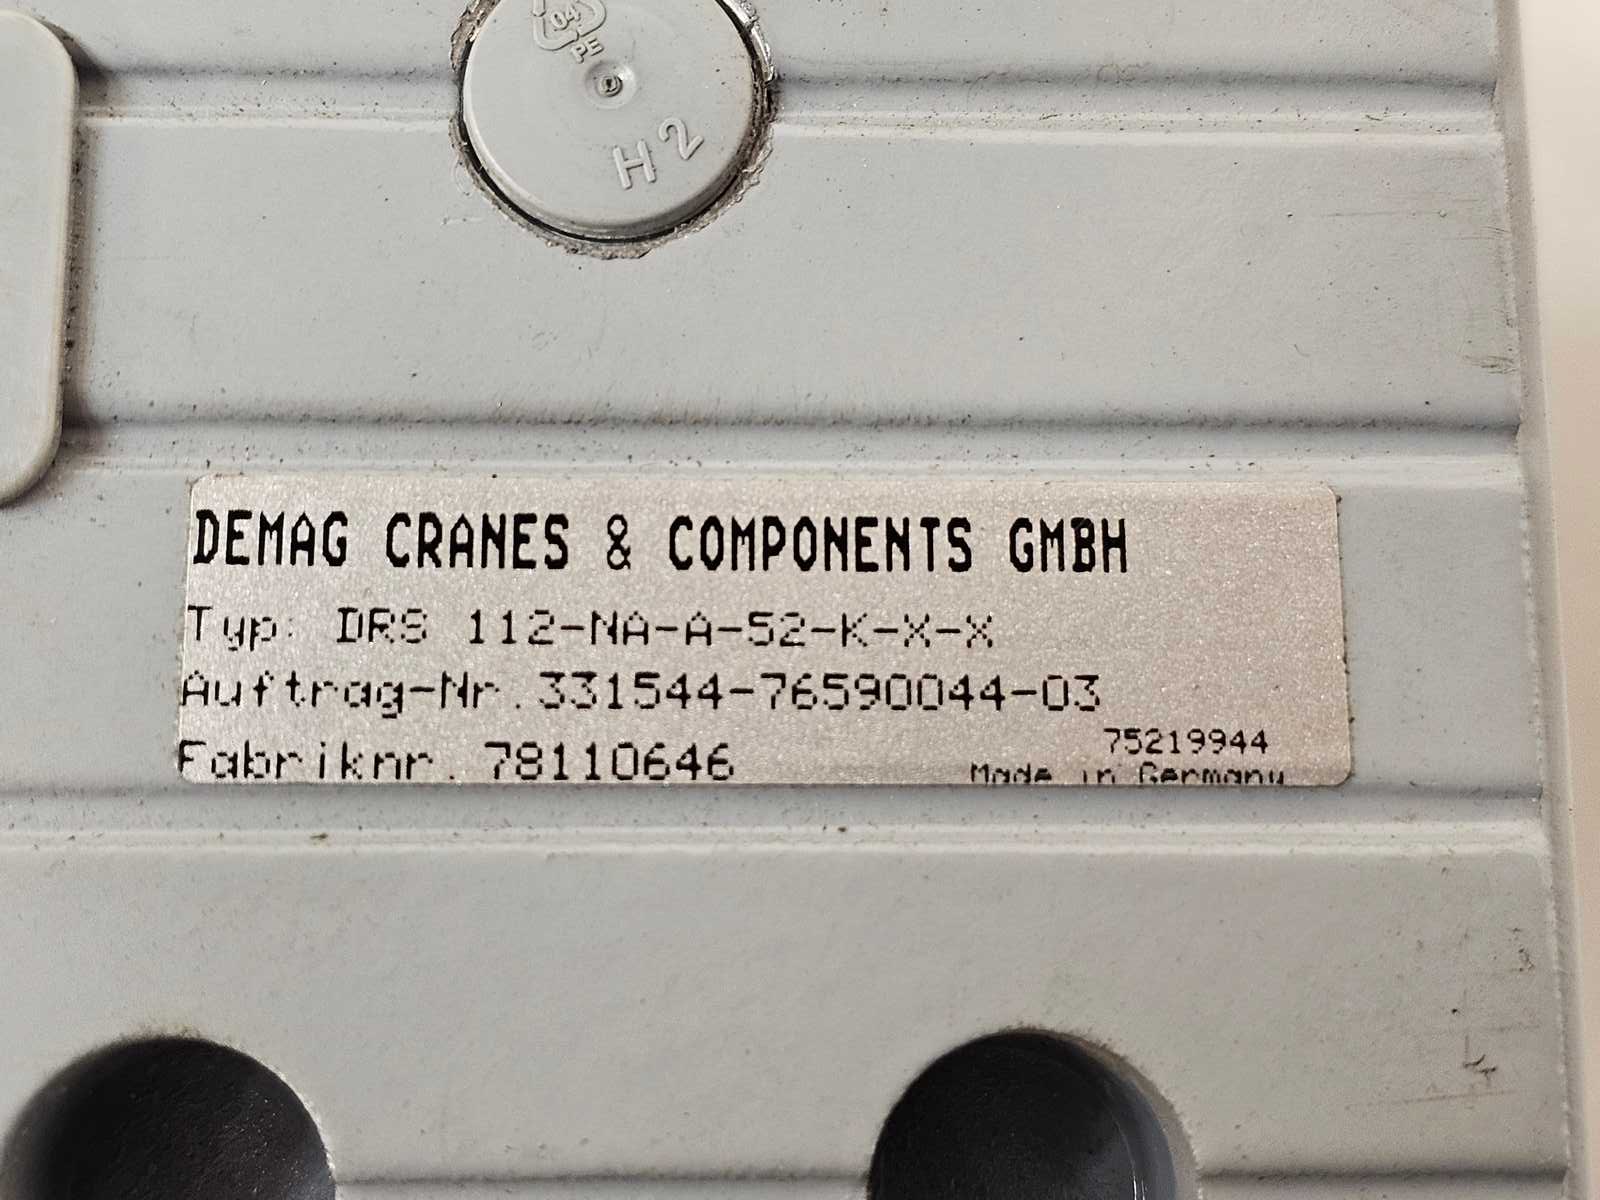 04
PE
H2
DEMAG CRANES & COMPONENTS GMBH
Typ: DRS 112-NA-A-52-K-X-X
Auftrag-Nr.331544-76590044-03
75219944
Fabriknr. 78110646
Made in Germany